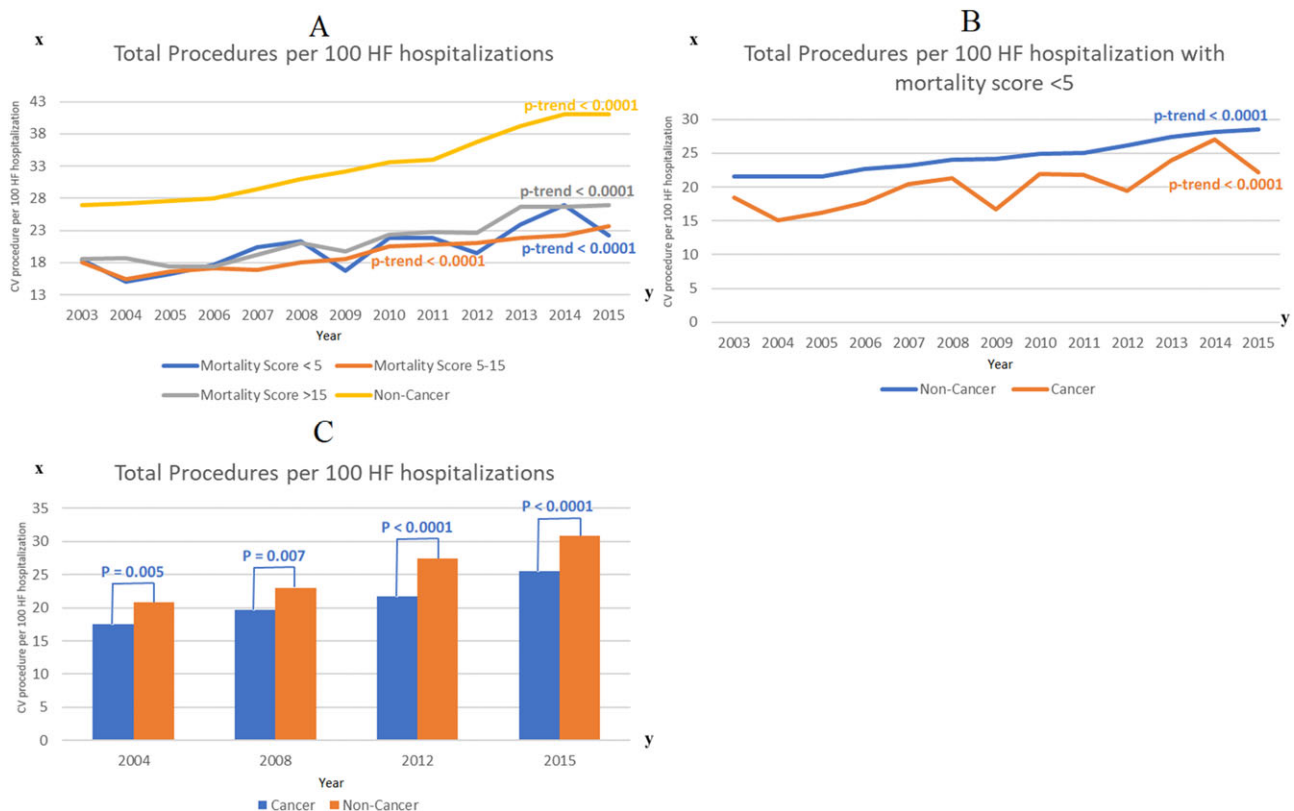 A
x
Total Procedures per 100 HF hospitalizations
CV procedure per 100 HF hospitalization
43
38
33
28
23
18
13
p-trend < 0.0001
p-trend < 0.0001
p-trend < 0.0001
p-trend < 0.0001
y
2003 2004 2005 2006 2007 2008 2009 2010 2011 2012 2013 2014 2015
Year
Mortality Score < 5 Mortality Score 5-15
Mortality Score >15 Non-Cancer
B
x
Total Procedures per 100 HF hospitalization with
mortality score <5
CV procedure per 100 HF hospitalization
30
25
20
15
10
5
0
p-trend < 0.0001
p-trend < 0.0001
y
2003 2004 2005 2006 2007 2008 2009 2010 2011 2012 2013 2014 2015
Year
Non-Cancer Cancer
C
x
Total Procedures per 100 HF hospitalizations
CV procedure per 100 HF hospitalization
35
30
25
20
15
10
5
0
P = 0.005
P = 0.007
P < 0.0001
P < 0.0001
y
2004 2008 2012 2015
Year
Cancer Non-Cancer